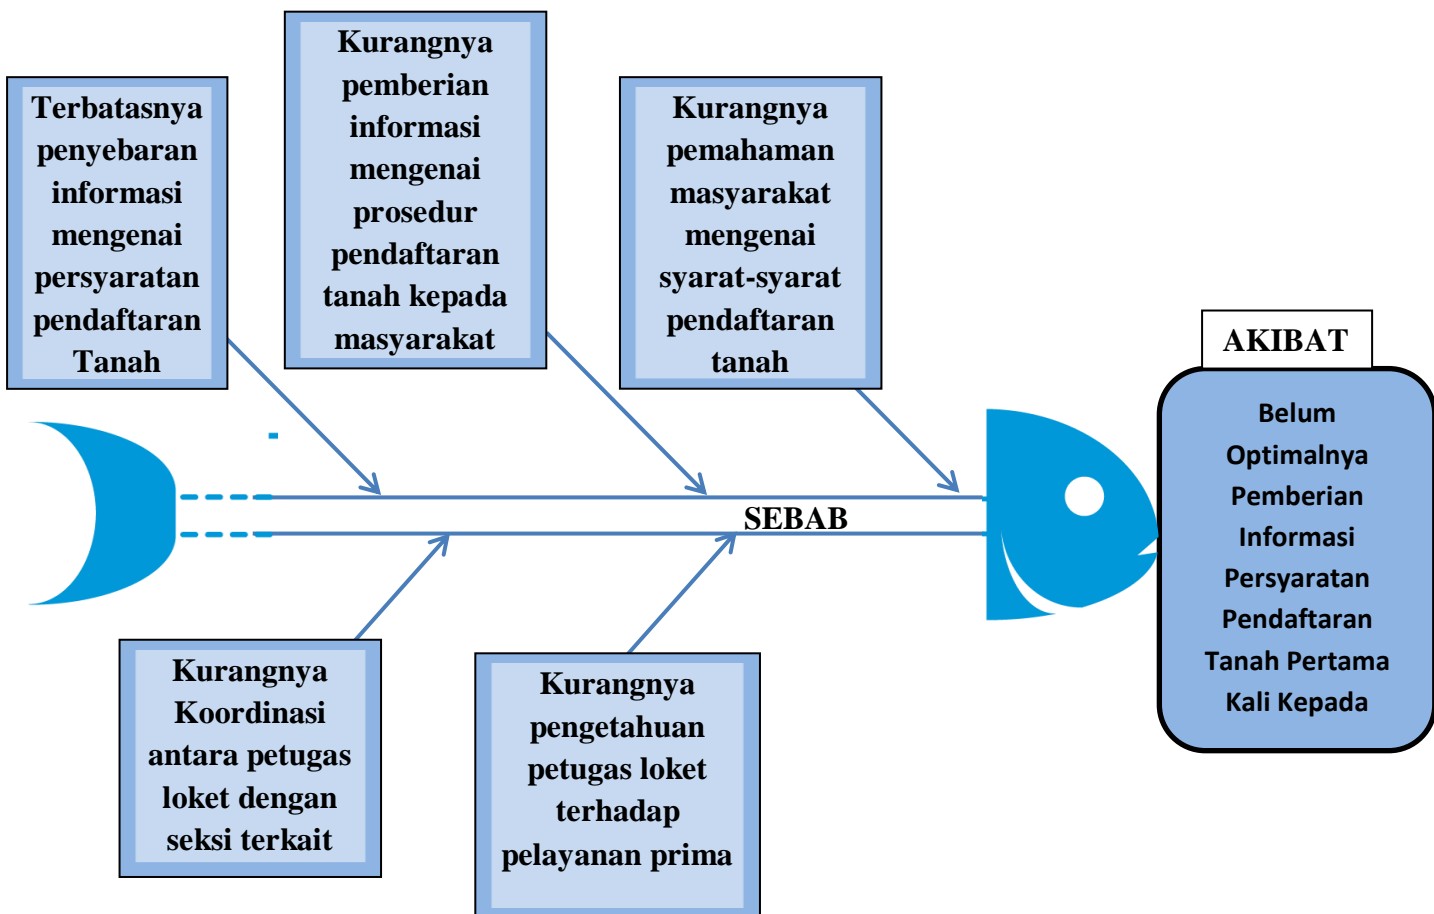 Terbatasnya
penyebaran
informasi
mengenai
persyaratan
pendaftaran
Tanah
Kurangnya
pemberian
informasi
mengenai
prosedur
pendaftaran
tanah kepada
masyarakat
Kurangnya
pemahaman
masyarakat
mengenai
syarat-syarat
pendaftaran
tanah
AKIBAT
Belum
Optimalnya
Pemberian
Informasi
Persyaratan
Pendaftaran
Tanah Pertama
Kali Kepada
SEBAB
Kurangnya
Koordinasi
antara petugas
loket dengan
seksi terkait
Kurangnya
pengetahuan
petugas loket
terhadap
pelayanan prima